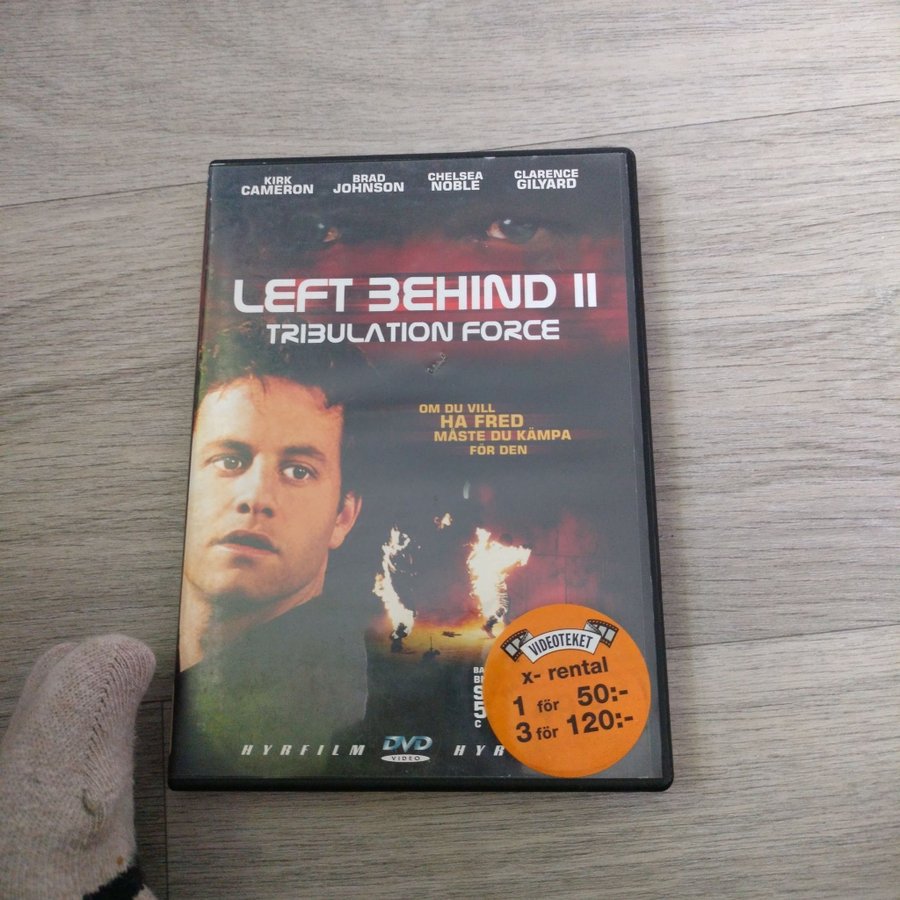 KIRK CAMERON
BRAD JOHNSON
CHELSEA NOBLE
CLARENCE GILYARD
LEFT BEHIND II
TRIBULATION FORCE
OM DU VILL
HA FRED
MÅSTE DU KÄMPA
FÖR DEN
VIDEOTEKET
x- rental
1 för 50:-
3 för 120:-
HYRFILM
DVD
VIDEO